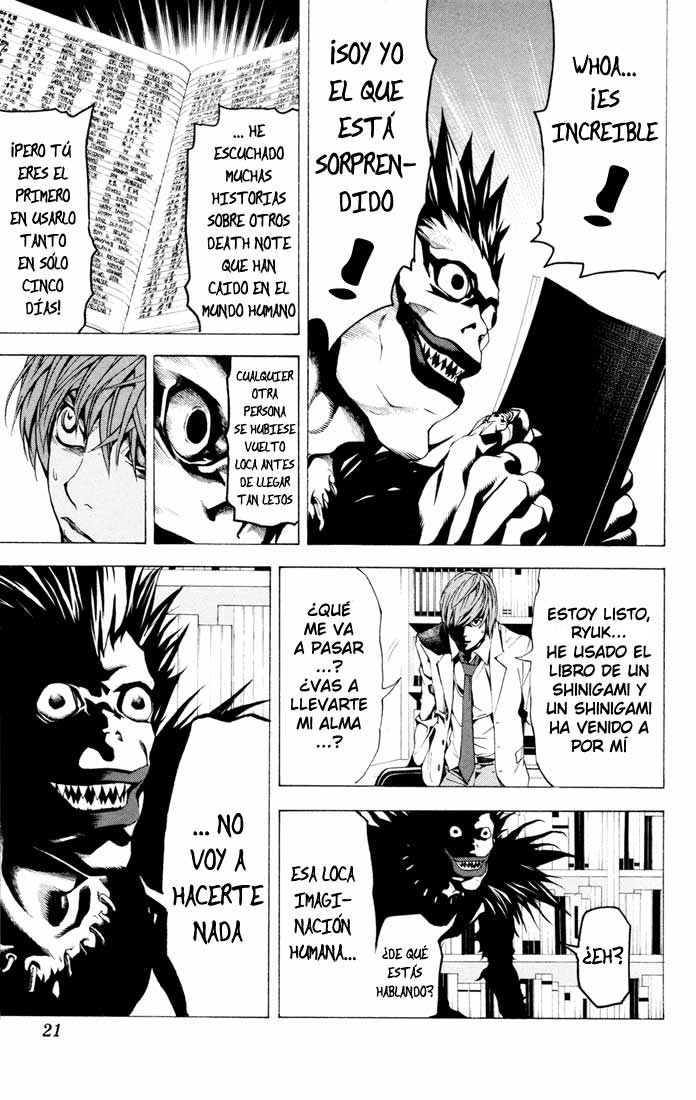 WHOA...
¡ES
INCREIBLE
!
¡SOY YO
EL QUE
ESTÁ
SORPREN-
DIDO
!
... HE
ESCUCHADO
MUCHAS
HISTORIAS
SOBRE OTROS
DEATH NOTE
QUE HAN
CAIDO EN EL
MUNDO HUMANO
¡PERO TÚ
ERES EL
PRIMERO
EN USARLO
TANTO
EN SÓLO
CINCO
DÍAS!
CUALQUIER
OTRA
PERSONA
SE HUBIESE
VUELTO
LOCA ANTES
DE LLEGAR
TAN LEJOS
ESTOY LISTO,
RYUK...
HE USADO EL
LIBRO DE UN
SHINIGAMI Y
UN SHINIGAMI
HA VENIDO A
POR MÍ
¿QUÉ
ME VA
A PASAR
...?
¿VAS A
LLEVARTE
MI ALMA
...?
¿EH?
¿DE QUÉ
ESTÁS
HABLANDO?
ESA LOCA
IMAGI-
NACIÓN
HUMANA...
... NO
VOY A
HACERTE
NADA
21